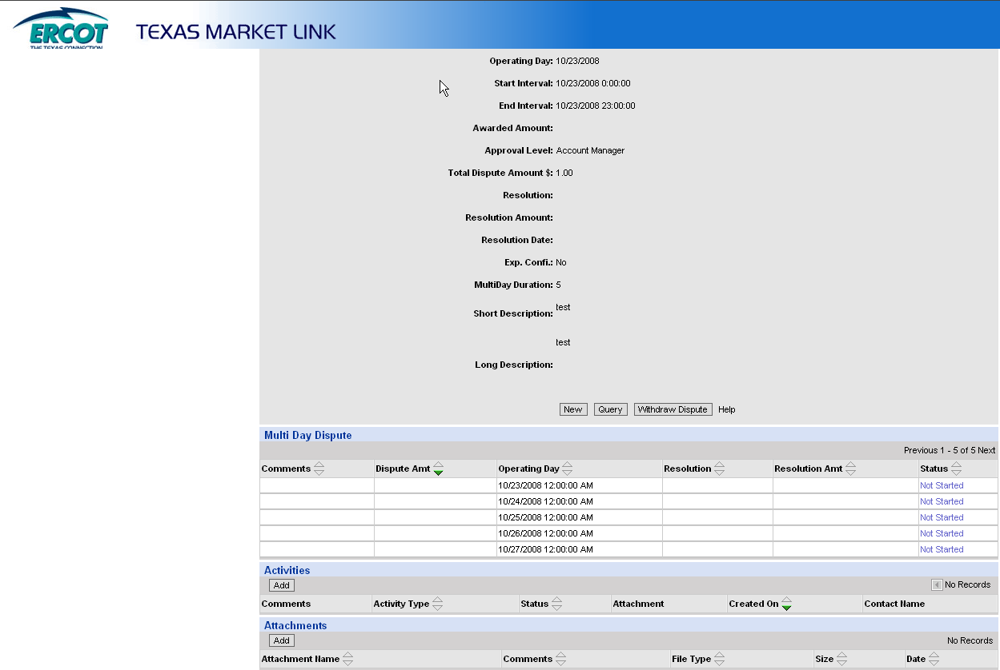 ERCOT
THE TEXAS CONNECTION
TEXAS MARKET LINK
Operating Day: 10/23/2008
Start Interval: 10/23/2008 0:00:00
End Interval: 10/23/2008 23:00:00
Awarded Amount:
Approval Level: Account Manager
Total Dispute Amount $: 1.00
Resolution:
Resolution Amount:
Resolution Date:
Exp. Confi.: No
MultiDay Duration: 5
test
Short Description:
test
Long Description:
New Query Withdraw Dispute Help
Multi Day Dispute
Previous 1 - 5 of 5 Next
Comments Dispute Amt Operating Day Resolution Resolution Amt Status
10/23/2008 12:00:00 AM Not Started
10/24/2008 12:00:00 AM Not Started
10/25/2008 12:00:00 AM Not Started
10/26/2008 12:00:00 AM Not Started
10/27/2008 12:00:00 AM Not Started
Activities
Add No Records
Comments Activity Type Status Attachment Created On Contact Name
Attachments
Add No Records
Attachment Name Comments File Type Size Date